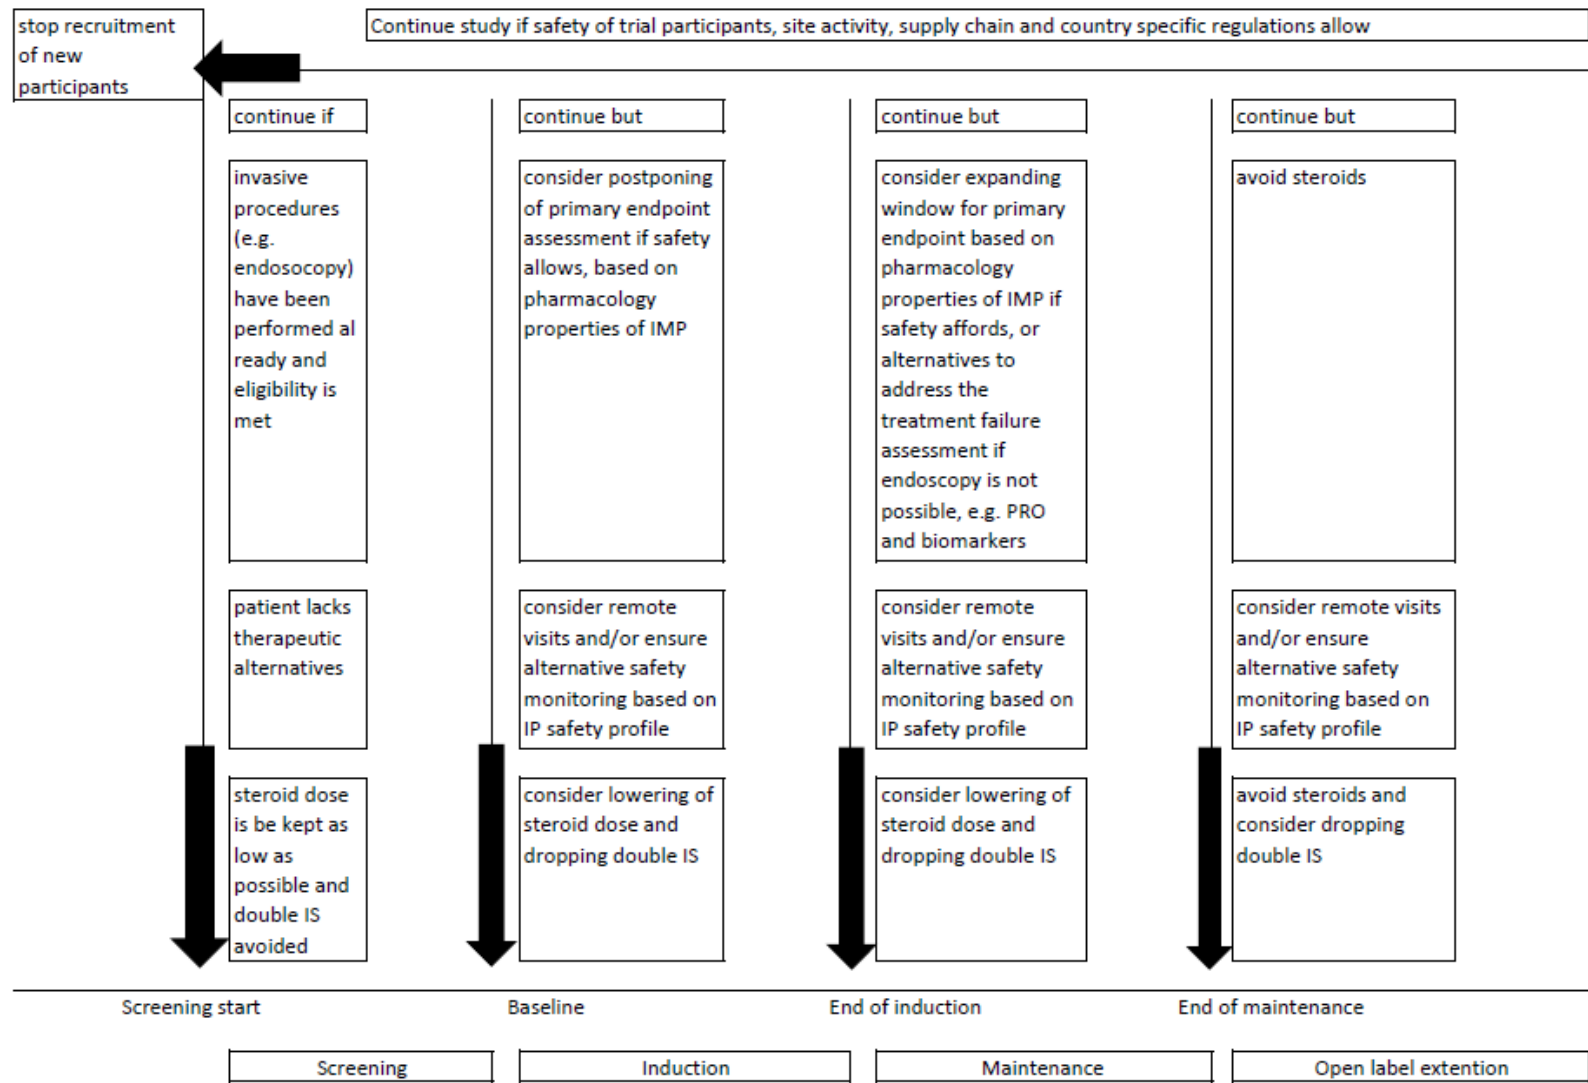 stop recruitment
of new
participants
Continue study if safety of trial participants, site activity, supply chain and country specific regulations allow
continue if
invasive
procedures
(e.g.
endosocopy)
have been
performed al
ready and
eligibility is
met
patient lacks
therapeutic
alternatives
steroid dose
is be kept as
low as
possible and
double IS
avoided
continue but
consider postponing
of primary endpoint
assessment if safety
allows, based on
pharmacology
properties of IMP
consider remote
visits and/or ensure
alternative safety
monitoring based on
IP safety profile
consider lowering of
steroid dose and
dropping double IS
continue but
consider expanding
window for primary
endpoint based on
pharmacology
properties of IMP if
safety affords, or
alternatives to
address the
treatment failure
assessment if
endoscopy is not
possible, e.g. PRO
and biomarkers
consider remote
visits and/or ensure
alternative safety
monitoring based on
IP safety profile
consider lowering of
steroid dose and
dropping double IS
continue but
avoid steroids
consider remote visits
and/or ensure
alternative safety
monitoring based on
IP safety profile
avoid steroids and
consider dropping
double IS
Screening start
Baseline
End of induction
End of maintenance
Screening
Induction
Maintenance
Open label extention